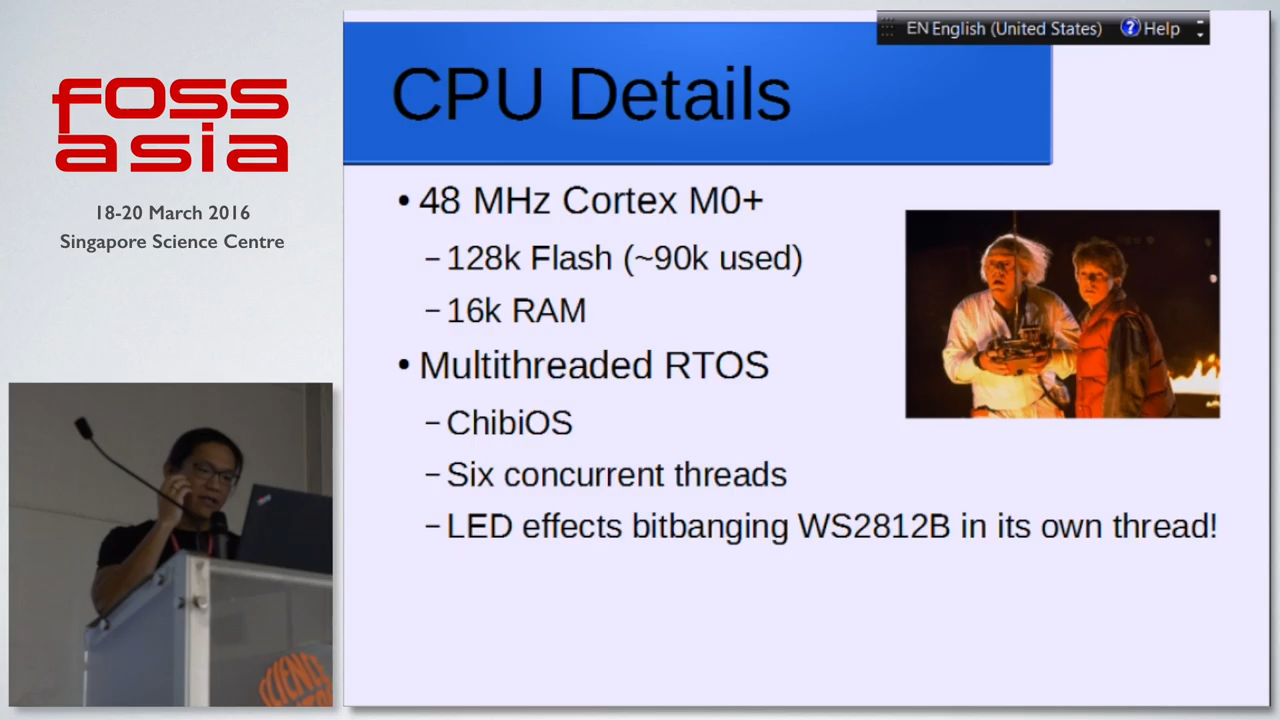 foss
asia
18-20 March 2016
Singapore Science Centre
EN English (United States) ? Help
CPU Details
• 48 MHz Cortex M0+
– 128k Flash (~90k used)
– 16k RAM
• Multithreaded RTOS
– ChibiOS
– Six concurrent threads
– LED effects bitbanging WS2812B in its own thread!
SCIENCE